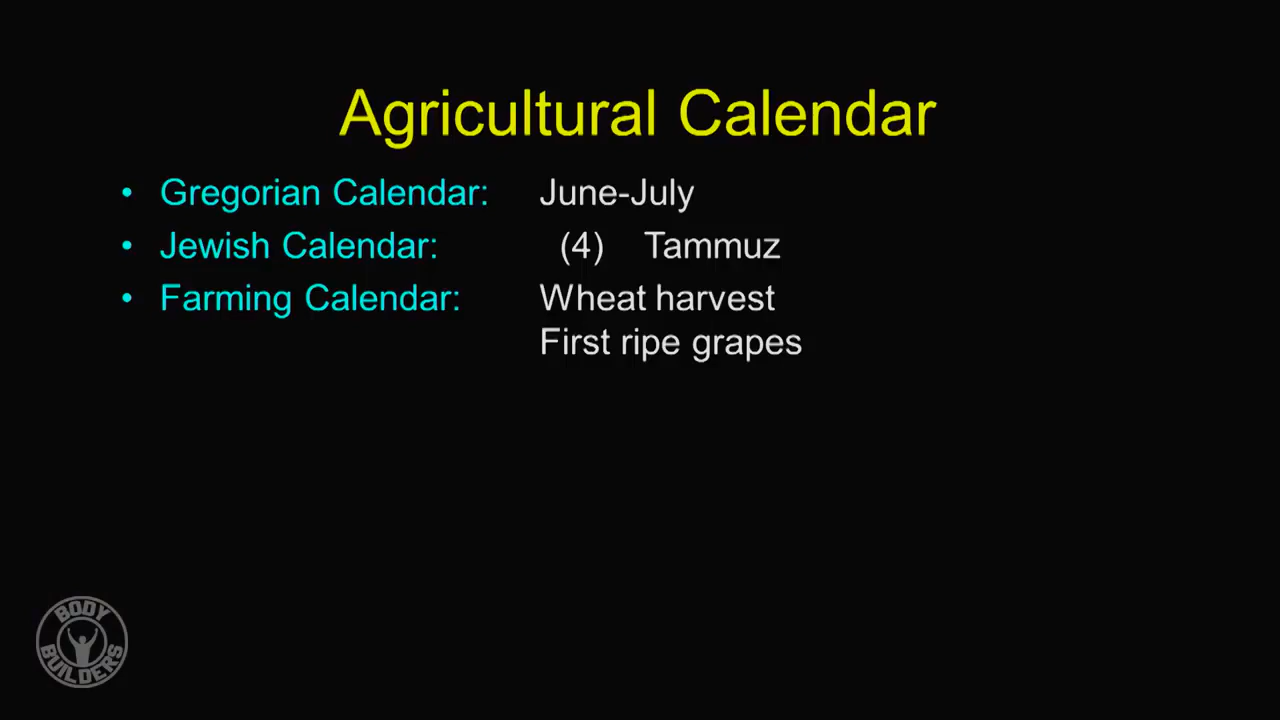 Agricultural Calendar
• Gregorian Calendar: June-July
• Jewish Calendar: (4) Tammuz
• Farming Calendar: Wheat harvest
First ripe grapes
BODY
BUILDERS